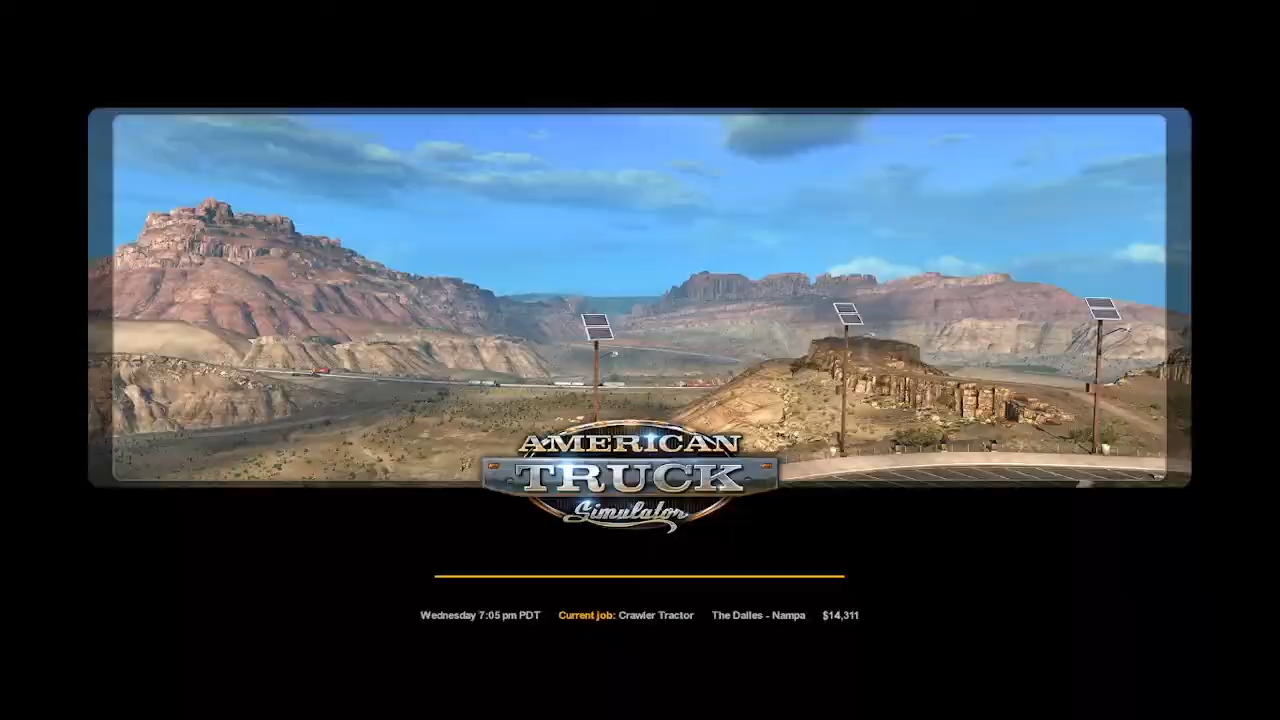 AMERICAN
TRUCK
Simulator
Wednesday 7:05 pm PDT Current job: Crawler Tractor The Dalles - Nampa $14,311